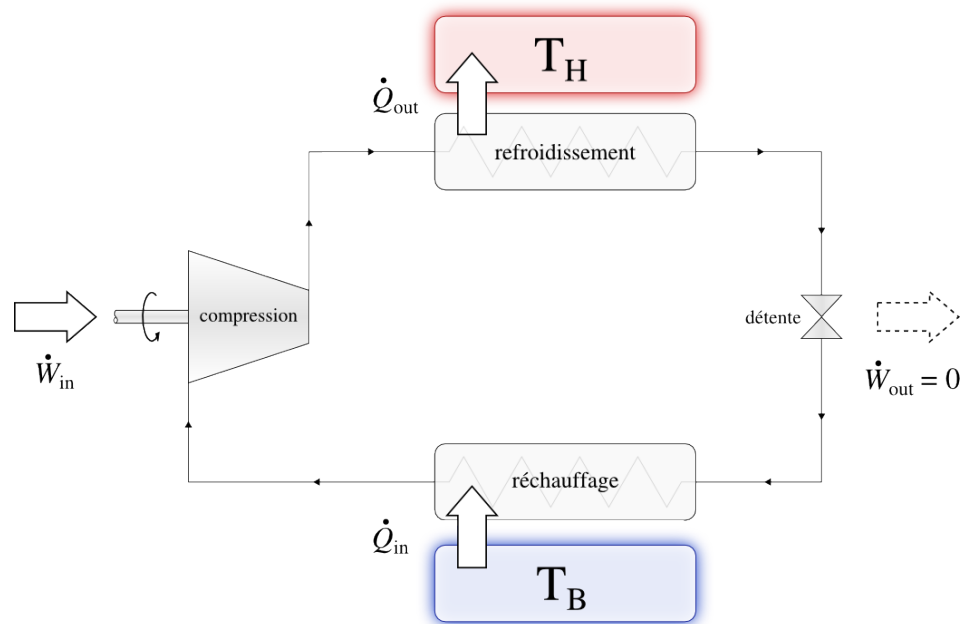 T_H
Q̇_out
refroidissement
compression
détente
Ẇ_in
Ẇ_out = 0
réchauffage
Q̇_in
T_B